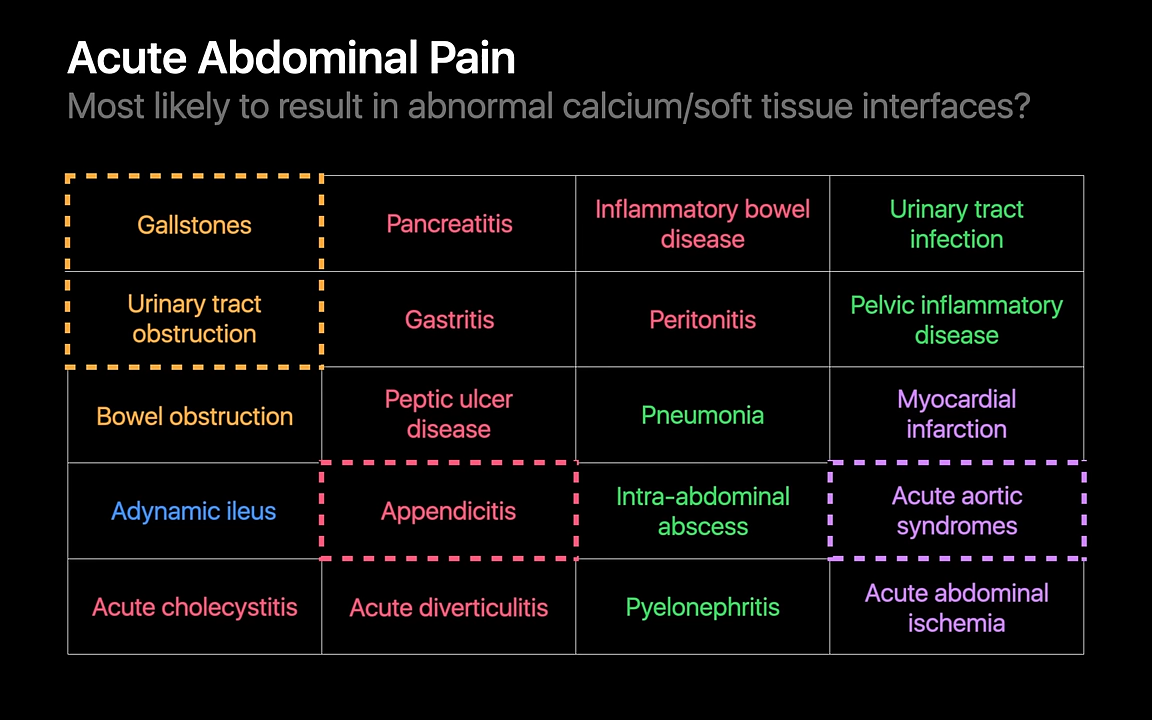 Acute Abdominal Pain
Most likely to result in abnormal calcium/soft tissue interfaces?
Gallstones
Pancreatitis
Inflammatory bowel
disease
Urinary tract
infection
Urinary tract
obstruction
Gastritis
Peritonitis
Pelvic inflammatory
disease
Bowel obstruction
Peptic ulcer
disease
Pneumonia
Myocardial
infarction
Adynamic ileus
Appendicitis
Intra-abdominal
abscess
Acute aortic
syndromes
Acute cholecystitis
Acute diverticulitis
Pyelonephritis
Acute abdominal
ischemia